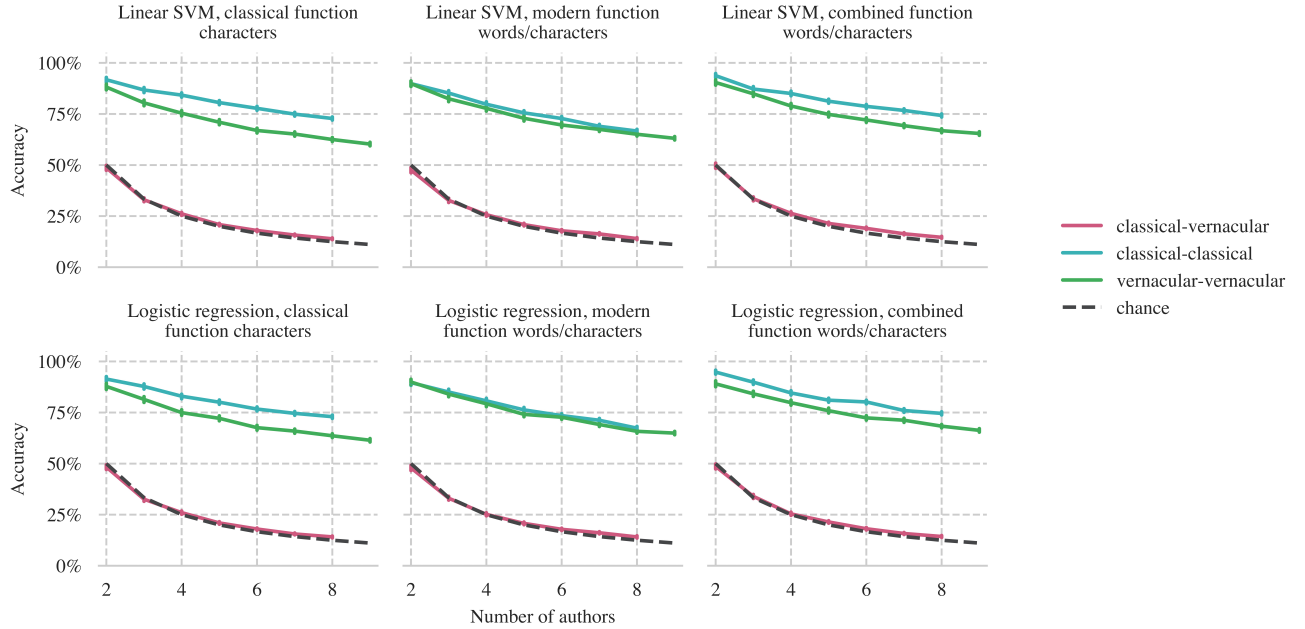 Linear SVM, classical function
characters
Linear SVM, modern function
words/characters
Linear SVM, combined function
words/characters
100%
75%
50%
25%
0%
Accuracy
classical-vernacular
classical-classical
vernacular-vernacular
chance
Logistic regression, classical
function characters
Logistic regression, modern
function words/characters
Logistic regression, combined
function words/characters
100%
75%
50%
25%
0%
Accuracy
2 4 6 8
2 4 6 8
2 4 6 8
Number of authors